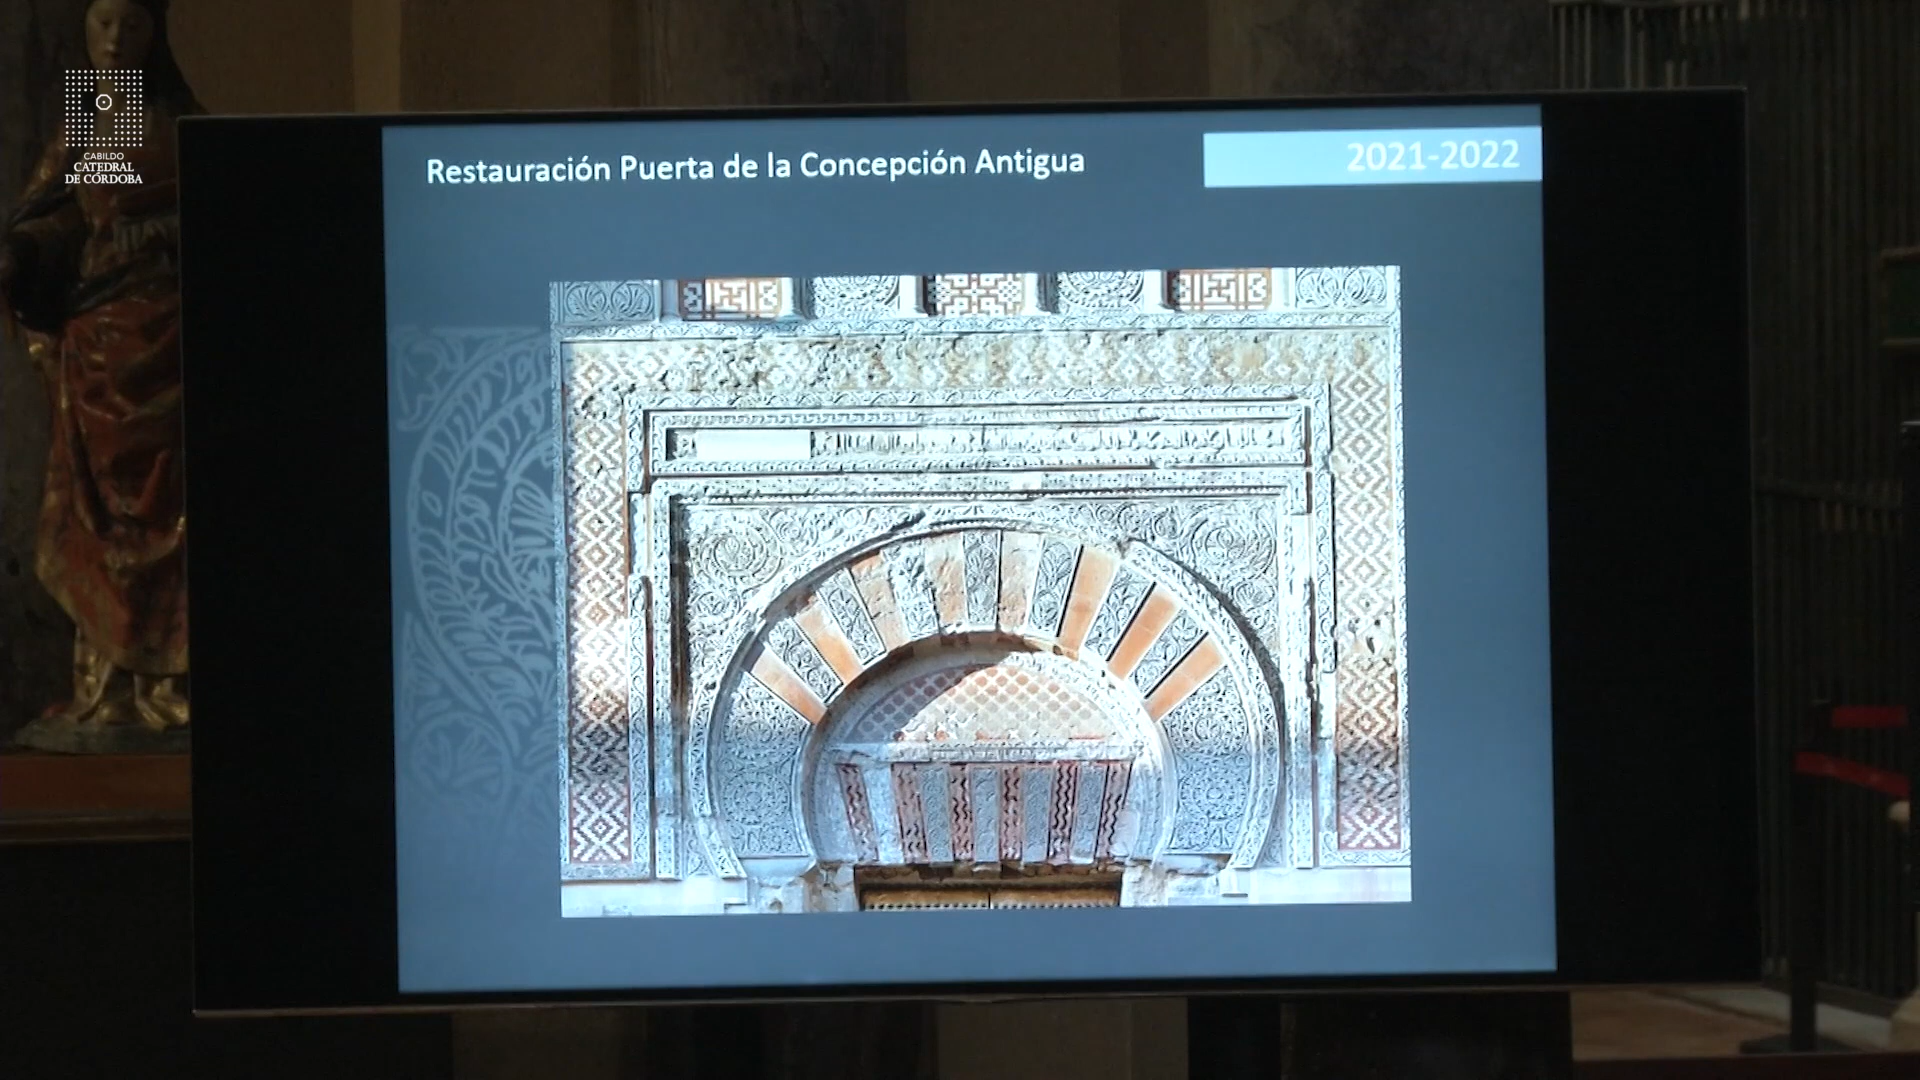 CABILDO
CATEDRAL
DE CÓRDOBA
Restauración Puerta de la Concepción Antigua
2021-2022